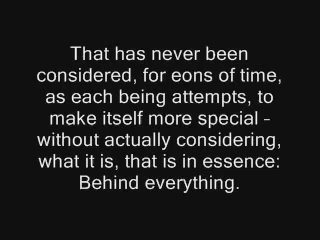 That has never been
considered, for eons of time,
as each being attempts, to
make itself more special –
without actually considering,
what it is, that is in essence:
Behind everything.